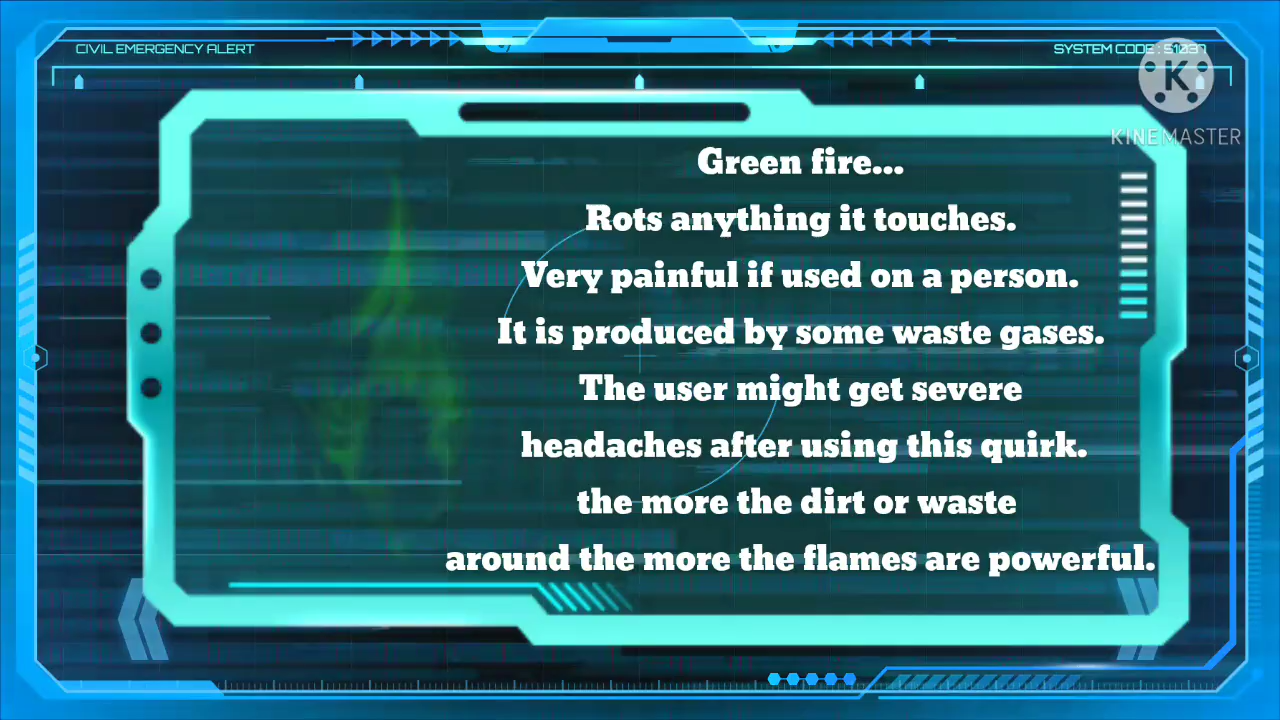 CIVIL EMERGENCY ALERT
SYSTEM CODE : 51037
K
KINEMASTER
Green fire...
Rots anything it touches.
Very painful if used on a person.
It is produced by some waste gases.
The user might get severe
headaches after using this quirk.
the more the dirt or waste
around the more the flames are powerful.